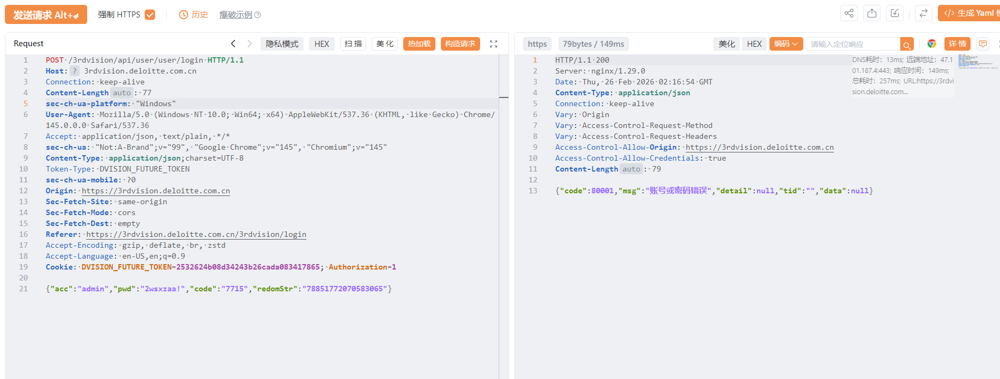 发送请求 Alt+
强制 HTTPS
历史
爆破示例
生成 Yaml
Request
隐私模式
HEX
扫 描
美 化
热加载
构造请求
1 POST /3rdvision/api/user/user/login HTTP/1.1
2 Host: ? 3rdvision.deloitte.com.cn
3 Connection: keep-alive
4 Content-Length auto : 77
5 sec-ch-ua-platform: "Windows"
6 User-Agent: Mozilla/5.0 (Windows NT 10.0; Win64; x64) AppleWebKit/537.36 (KHTML, like Gecko) Chrome/
145.0.0.0 Safari/537.36
7 Accept: application/json, text/plain, */*
8 sec-ch-ua: "Not:A-Brand";v="99", "Google Chrome";v="145", "Chromium";v="145"
9 Content-Type: application/json;charset=UTF-8
10 Token-Type: DVISION_FUTURE_TOKEN
11 sec-ch-ua-mobile: ?0
12 Origin: https://3rdvision.deloitte.com.cn
13 Sec-Fetch-Site: same-origin
14 Sec-Fetch-Mode: cors
15 Sec-Fetch-Dest: empty
16 Referer: https://3rdvision.deloitte.com.cn/3rdvision/login
17 Accept-Encoding: gzip, deflate, br, zstd
18 Accept-Language: en-US,en;q=0.9
19 Cookie: DVISION_FUTURE_TOKEN=2532624b08d34243b26cada083417865; Authorization=1
20
21 {"acc":"admin","pwd":"2wsxzaa!","code":"7715","redomStr":"78851772070583065"}
https
79bytes / 149ms
美化
HEX
编码
请输入定位响应
详 情
1 HTTP/1.1 200
2 Server: nginx/1.29.0
3 Date: Thu, 26 Feb 2026 02:16:54 GMT
4 Content-Type: application/json
5 Connection: keep-alive
6 Vary: Origin
7 Vary: Access-Control-Request-Method
8 Vary: Access-Control-Request-Headers
9 Access-Control-Allow-Origin: https://3rdvision.deloitte.com.cn
10 Access-Control-Allow-Credentials: true
11 Content-Length auto : 79
12
13 {"code":80001,"msg":"账号或密码错误","detail":null,"tid":"","data":null}
DNS耗时：13ms; 远端地址：47.1
01.187.4:443; 响应时间：149ms;
总耗时：257ms; URL:https://3rdvi
sion.deloitte.com...